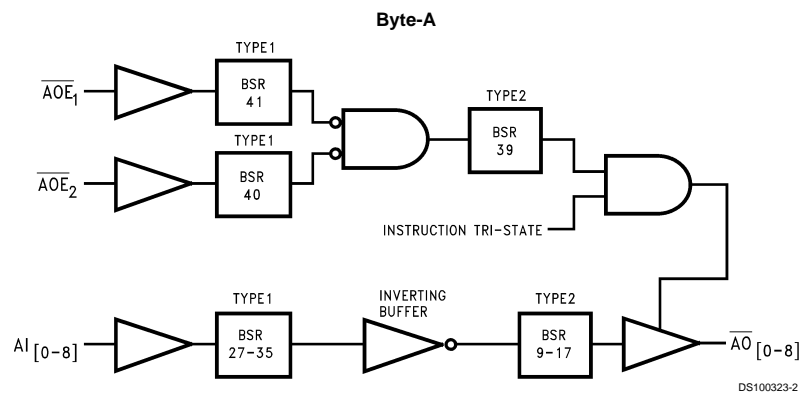 Byte-A
TYPE1
AOE1
BSR
41
TYPE2
BSR
39
TYPE1
AOE2
BSR
40
INSTRUCTION TRI-STATE
TYPE1
INVERTING
BUFFER
TYPE2
AI[0-8]
BSR
27-35
BSR
9-17
AO[0-8]
DS100323-2